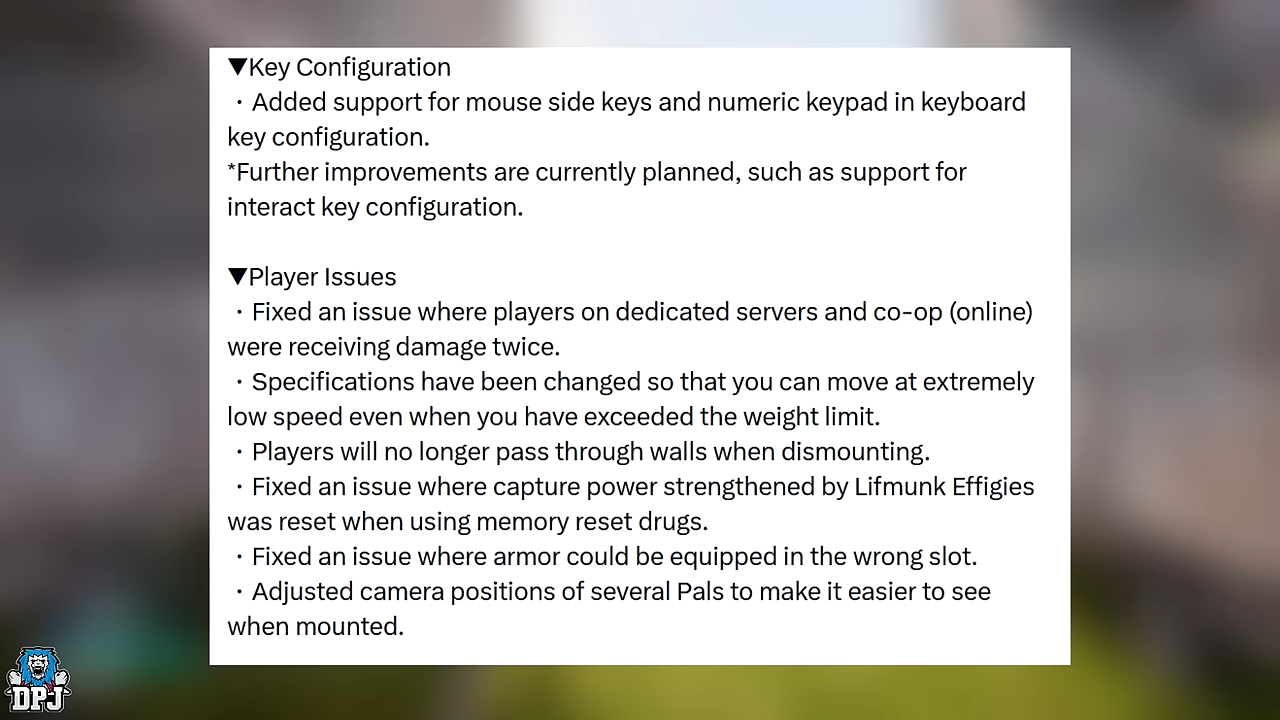 ▼Key Configuration
・Added support for mouse side keys and numeric keypad in keyboard
key configuration.
*Further improvements are currently planned, such as support for
interact key configuration.
▼Player Issues
・Fixed an issue where players on dedicated servers and co-op (online)
were receiving damage twice.
・Specifications have been changed so that you can move at extremely
low speed even when you have exceeded the weight limit.
・Players will no longer pass through walls when dismounting.
・Fixed an issue where capture power strengthened by Lifmunk Effigies
was reset when using memory reset drugs.
・Fixed an issue where armor could be equipped in the wrong slot.
・Adjusted camera positions of several Pals to make it easier to see
when mounted.
DPJ